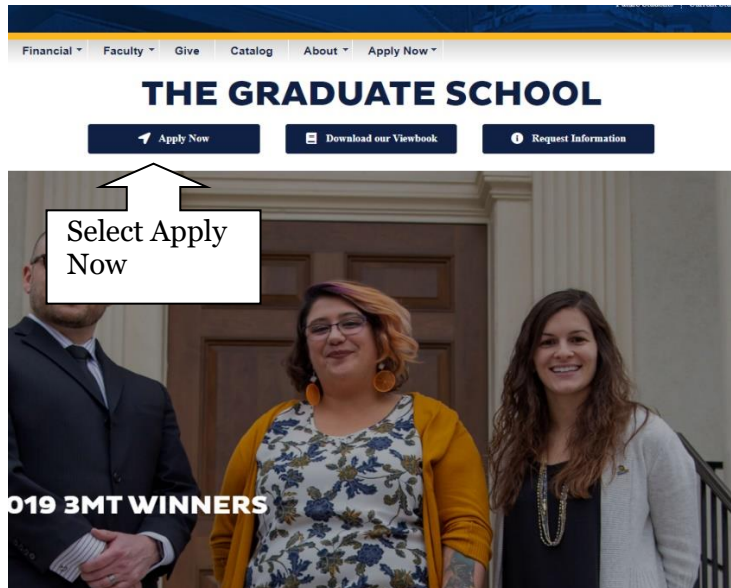 Financial Faculty Give Catalog About Apply Now
THE GRADUATE SCHOOL
Apply Now Download our Viewbook Request Information
Select Apply
Now
019 3MT WINNERS